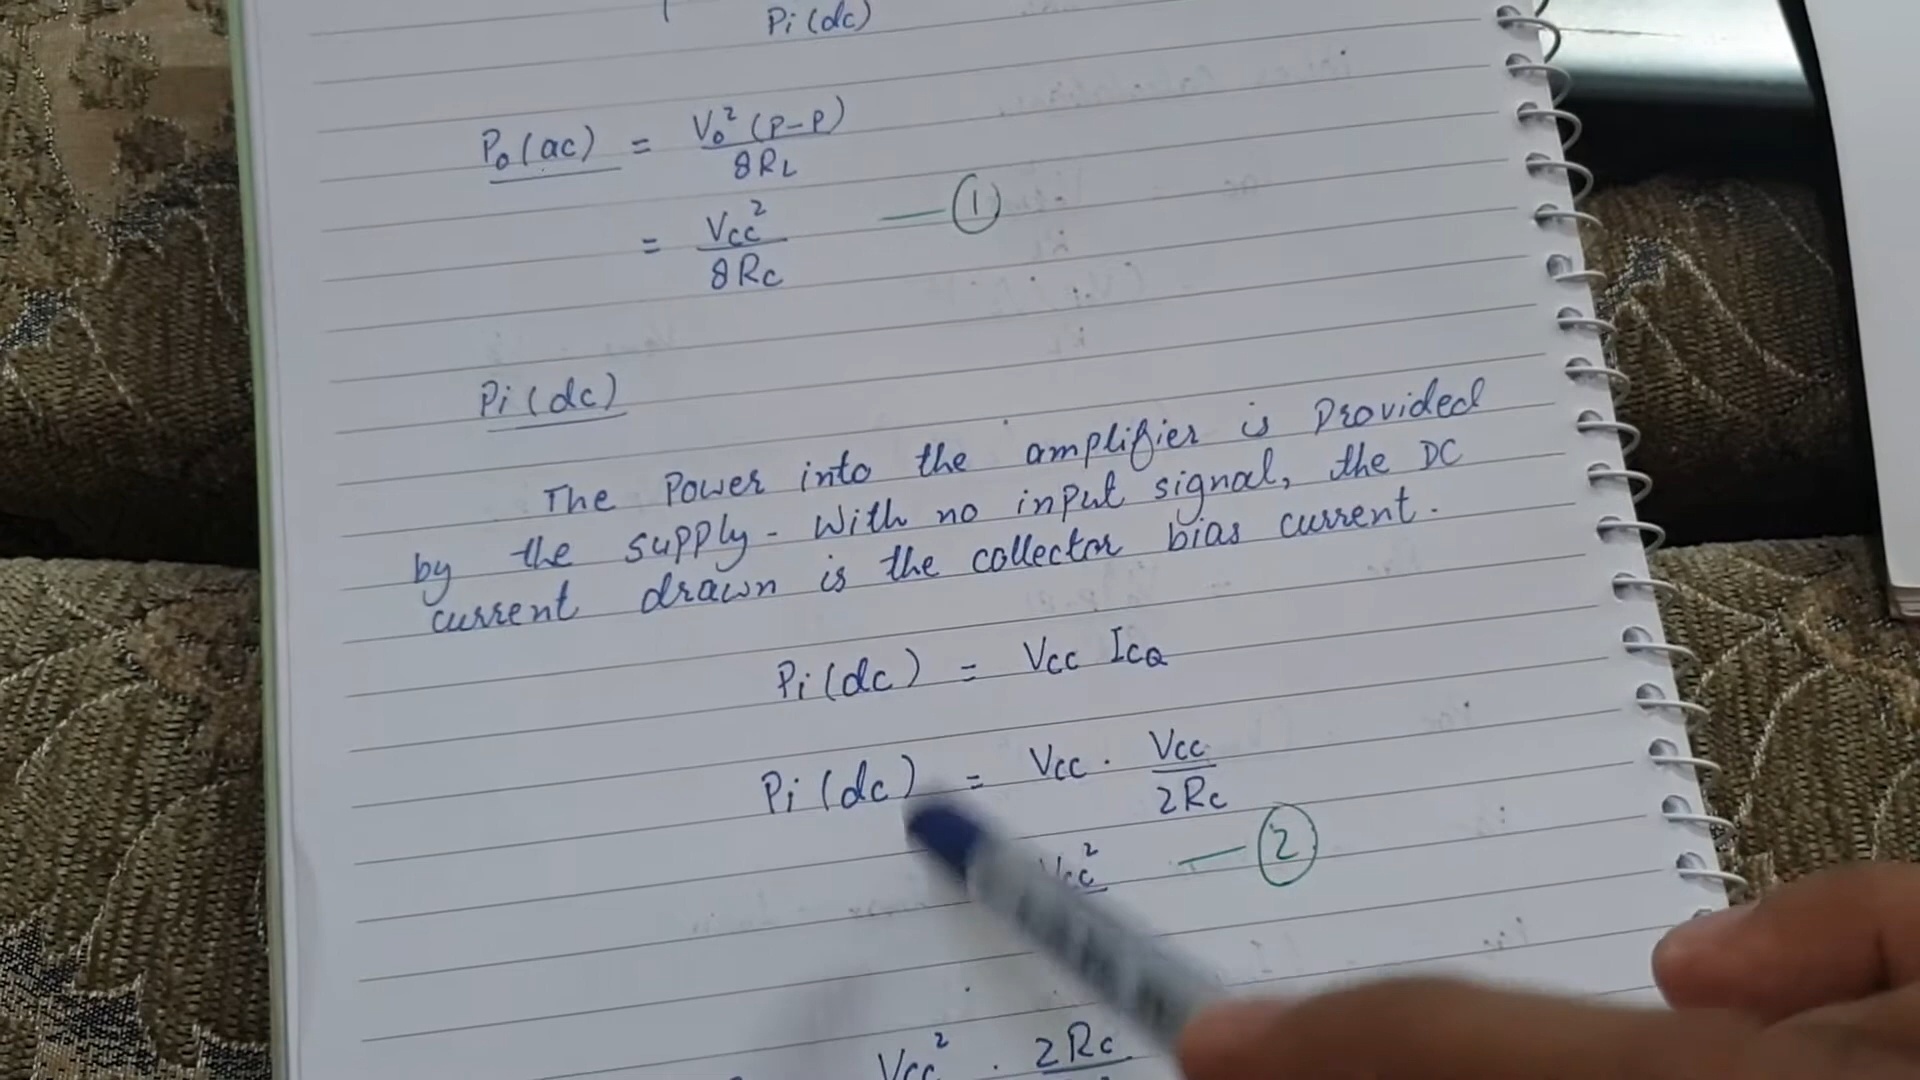 Pi(dc)
Po(ac) = Vo²(P-P)
8RL
= Vcc² — ①
8Rc
Pi(dc)
The Power into the amplifier is Provided
by the supply. With no input signal, the DC
current drawn is the collector bias current.
Pi(dc) = Vcc IcQ
Pi(dc) = Vcc · Vcc
2Rc
Vcc² — ②
Vcc² · 2Rc